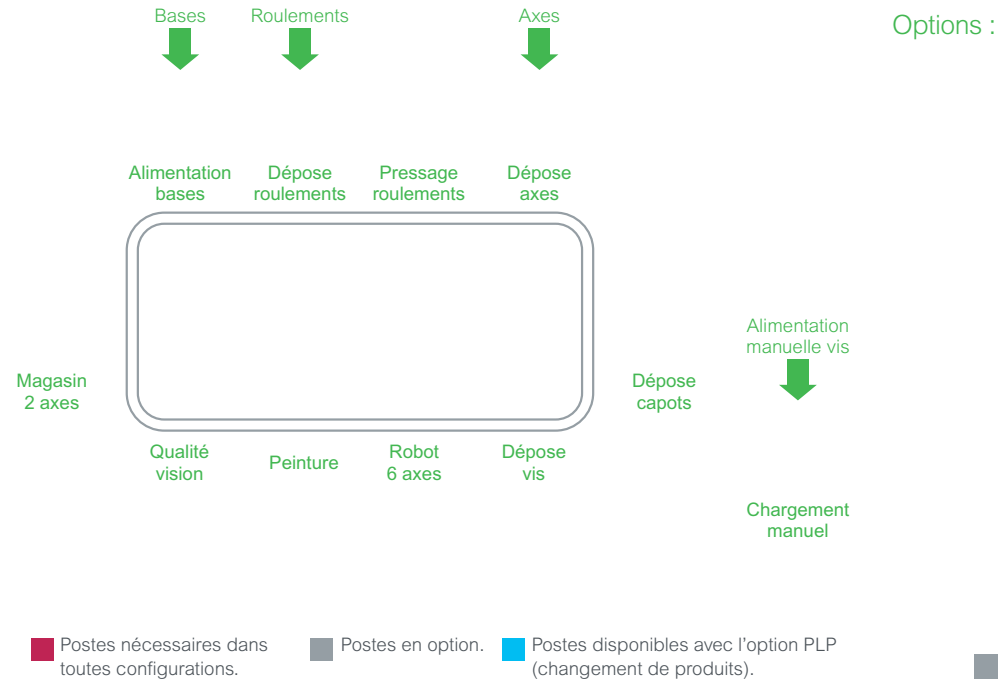 Bases
Roulements
Axes
Options :
Alimentation
bases
Dépose
roulements
Pressage
roulements
Dépose
axes
Alimentation
manuelle vis
Magasin
2 axes
Dépose
capots
Qualité
vision
Peinture
Robot
6 axes
Dépose
vis
Chargement
manuel
Postes nécessaires dans
toutes configurations.
Postes en option.
Postes disponibles avec l'option PLP
(changement de produits).